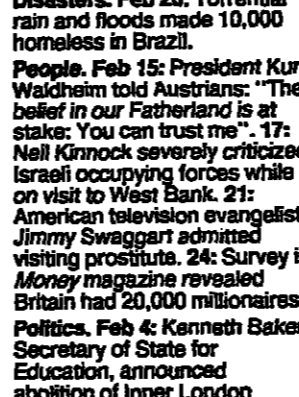 Disasters. Feb 20: Torrential
rain and floods made 10,000
homeless in Brazil.
People. Feb 15: President Kur
Waldheim told Austrians: "The
belief in our Fatherland is at
stake: You can trust me". 17:
Neil Kinnock severely criticized
Israeli occupying forces while
on visit to West Bank. 21:
American television evangelist
Jimmy Swaggart admitted
visiting prostitute. 24: Survey i
Money magazine revealed
Britain had 20,000 millionaires
Politics. Feb 4: Kenneth Baker
Secretary of State for
Education, announced
abolition of Inner London